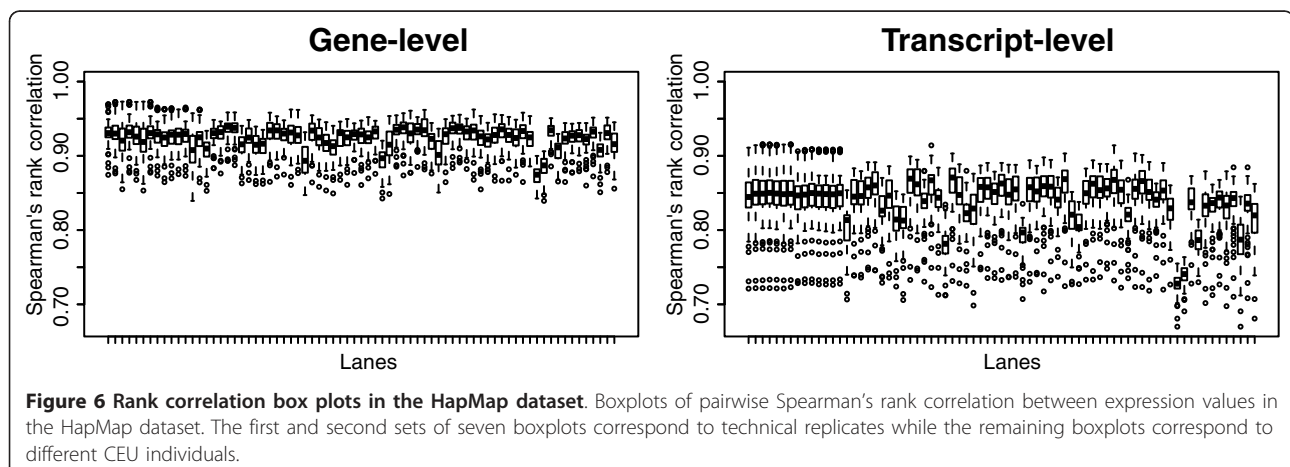 Gene-level
Transcript-level
Spearman's rank correlation
1.00
0.90
0.80
0.70
Lanes
Spearman's rank correlation
1.00
0.90
0.80
0.70
Lanes
Figure 6 Rank correlation box plots in the HapMap dataset. Boxplots of pairwise Spearman's rank correlation between expression values in
the HapMap dataset. The first and second sets of seven boxplots correspond to technical replicates while the remaining boxplots correspond to
different CEU individuals.